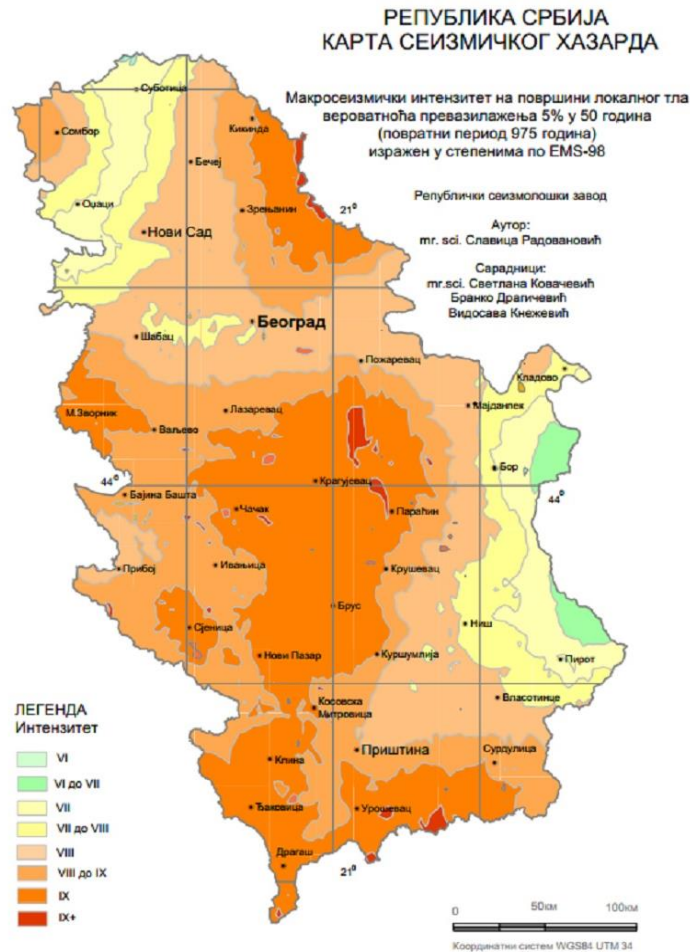 РЕПУБЛИКА СРБИЈА
КАРТА СЕИЗМИЧКОГ ХАЗАРДА
Макросеизмички интензитет на површини локалног тла
вероватноћа превазилажења 5% у 50 година
(повратни период 975 година)
изражен у степенима по EMS-98
Републички сеизмолошки завод
Аутор:
mr. sci. Славица Радовановић
Сарадници:
mr.sci. Светлана Ковачевић
Бранко Драгичевић
Видосава Кнежевић
Суботица
Сомбор
Кикинда
Бечеј
Оџаци
Зрењанин
21⁰
Нови Сад
Београд
Шабац
Пожаревац
Кладово
М.Зворник
Лазаревац
Мајданпек
Ваљево
Бор
44⁰
Крагујевац
44⁰
Бајина Башта
Чачак
Параћин
Прибој
Ивањица
Крушевац
Брус
Сјеница
Ниш
Нови Пазар
Куршумлија
Пирот
Косовска
Митровица
Власотинце
Приштина
Сурдулица
Клина
Ђаковица
Урошевац
Драгаш
21⁰
ЛЕГЕНДА
Интензитет
VI
VI до VII
VII
VII до VIII
VIII
VIII до IX
IX
IX+
0 50км 100км
Координатни систем WGS84 UTM 34